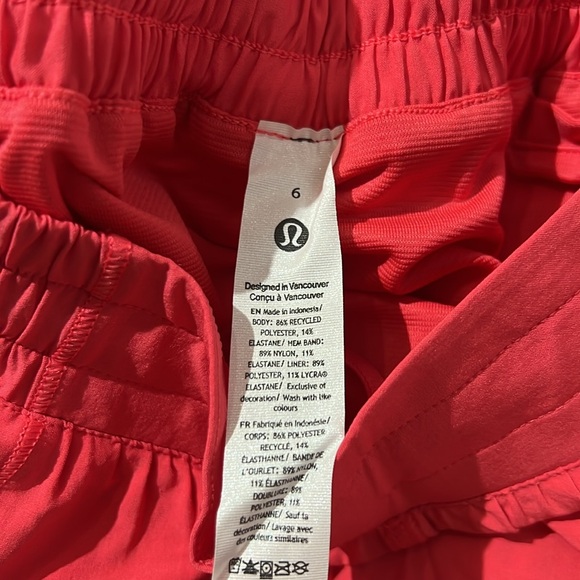 6
Designed in Vancouver
Conçu à Vancouver
EN Made in Indonesia/
BODY: 86% RECYCLED
POLYESTER, 14%
ELASTANE/ HEM BAND:
89% NYLON, 11%
ELASTANE/ LINER: 89%
POLYESTER, 11% LYCRA®
ELASTANE/ Exclusive of
decoration/ Wash with like
colours
FR Fabriqué en Indonésie/
CORPS: 86% POLYESTER
RECYCLÉ, 14%
ÉLASTHANNE/ BANDE DE
L'OURLET: 89% NYLON,
11% ÉLASTHANNE/
DOUBLURE: 89%
POLYESTER, 11%
ÉLASTHANNE/ Sauf la
décoration/ Lavage avec
des couleurs similaires